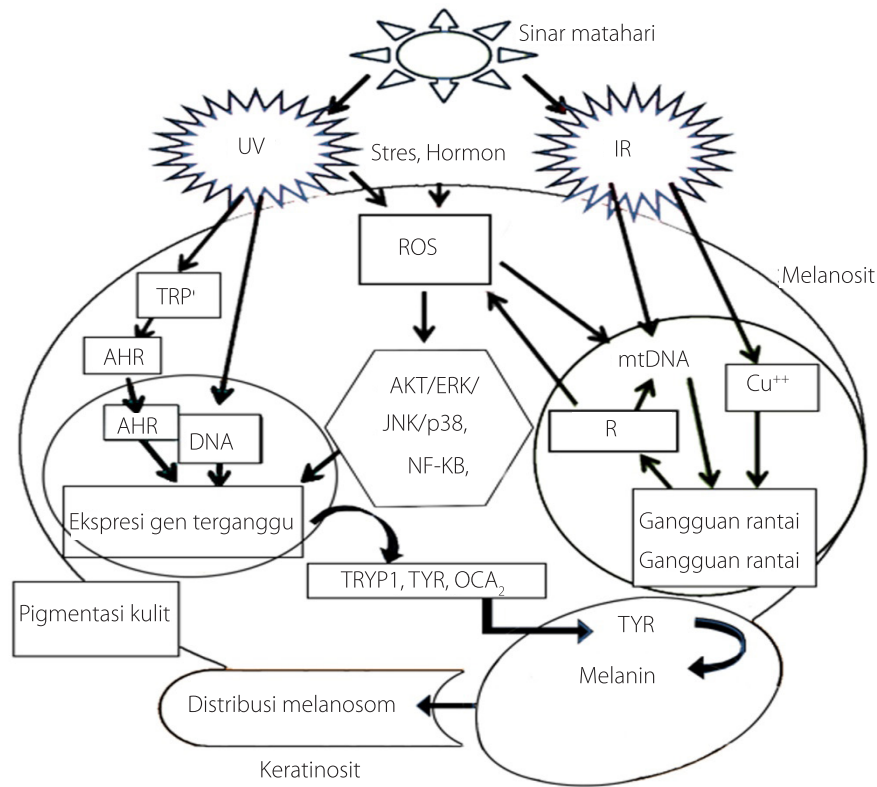 Sinar matahari
UV
Stres, Hormon
IR
ROS
Melanosit
TRP'
AHR
mtDNA
Cu++
AKT/ERK/
JNK/p38,
NF-KB,
AHR
DNA
R
Ekspresi gen terganggu
Gangguan rantai
Gangguan rantai
TRYP1, TYR, OCA2
Pigmentasi kulit
TYR
Melanin
Distribusi melanosom
Keratinosit